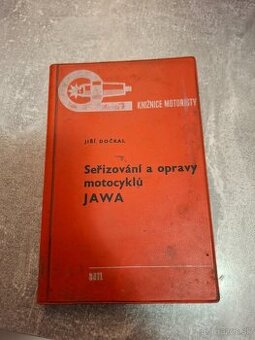 KNIŽNICE MOTORISTY
JIŘÍ DOČKAL
Seřizování a opravy
motocyklů
JAWA
SNTL